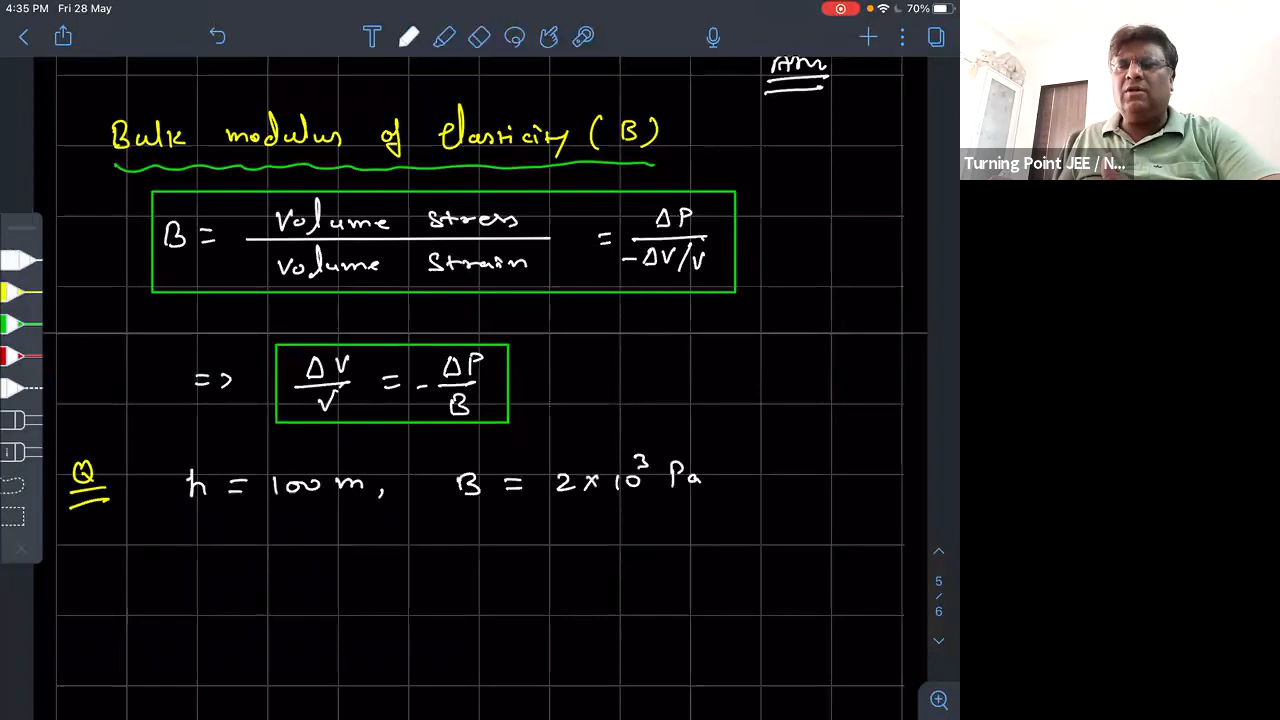 4:35 PM Fri 28 May
70%
Ans
Bulk modulus of Elasticity (B)
B = Volume stress / Volume strain = ΔP / -ΔV/V
=> ΔV/V = - ΔP/B
Q h = 100 m, B = 2 × 10³ Pa
5
/
6
Turning Point JEE / N...